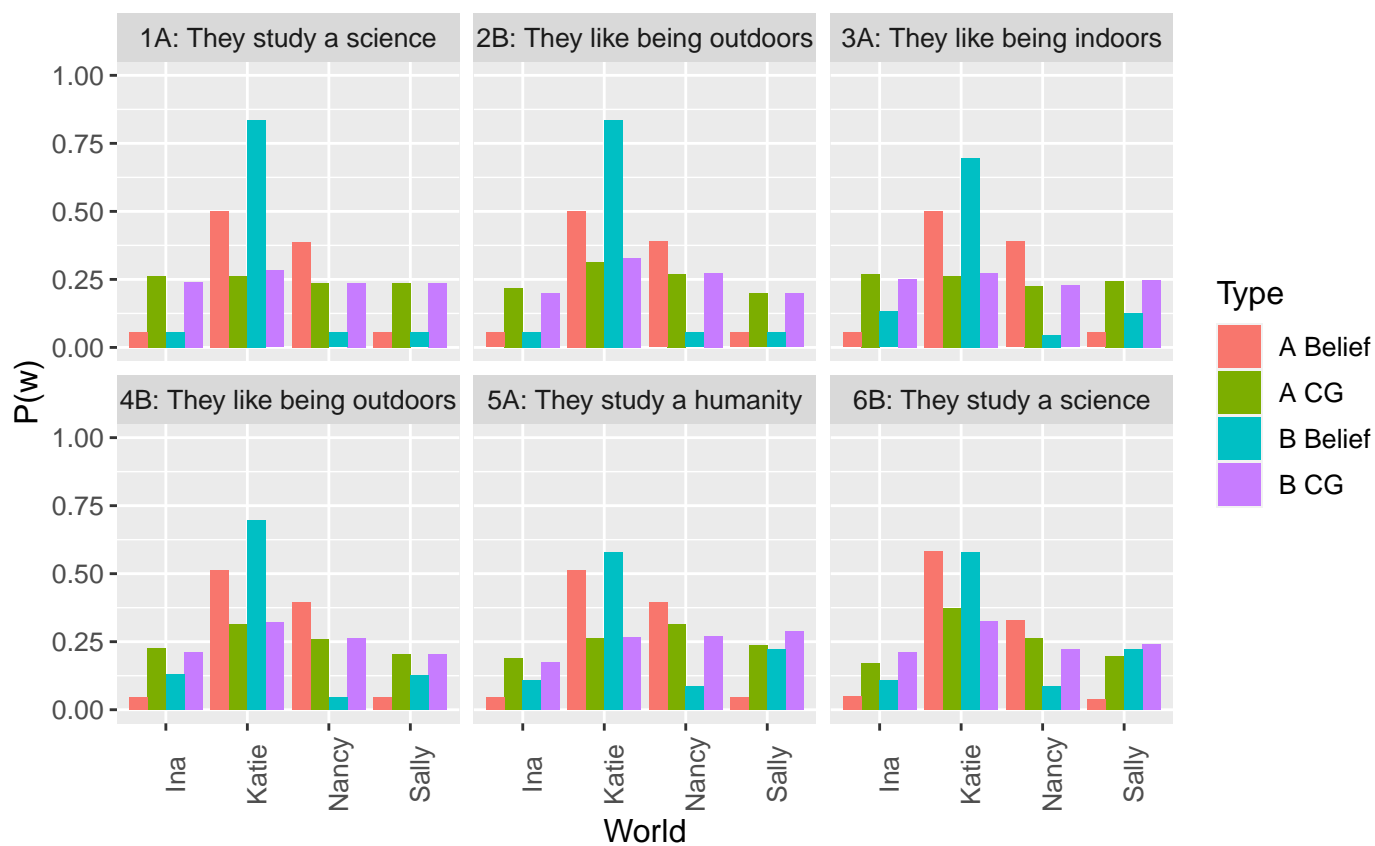 1A: They study a science
2B: They like being outdoors
3A: They like being indoors
1.00
0.75
0.50
0.25
0.00
4B: They like being outdoors
5A: They study a humanity
6B: They study a science
1.00
0.75
0.50
0.25
0.00
P(w)
Ina
Katie
Nancy
Sally
Ina
Katie
Nancy
Sally
Ina
Katie
Nancy
Sally
World
Type
A Belief
A CG
B Belief
B CG